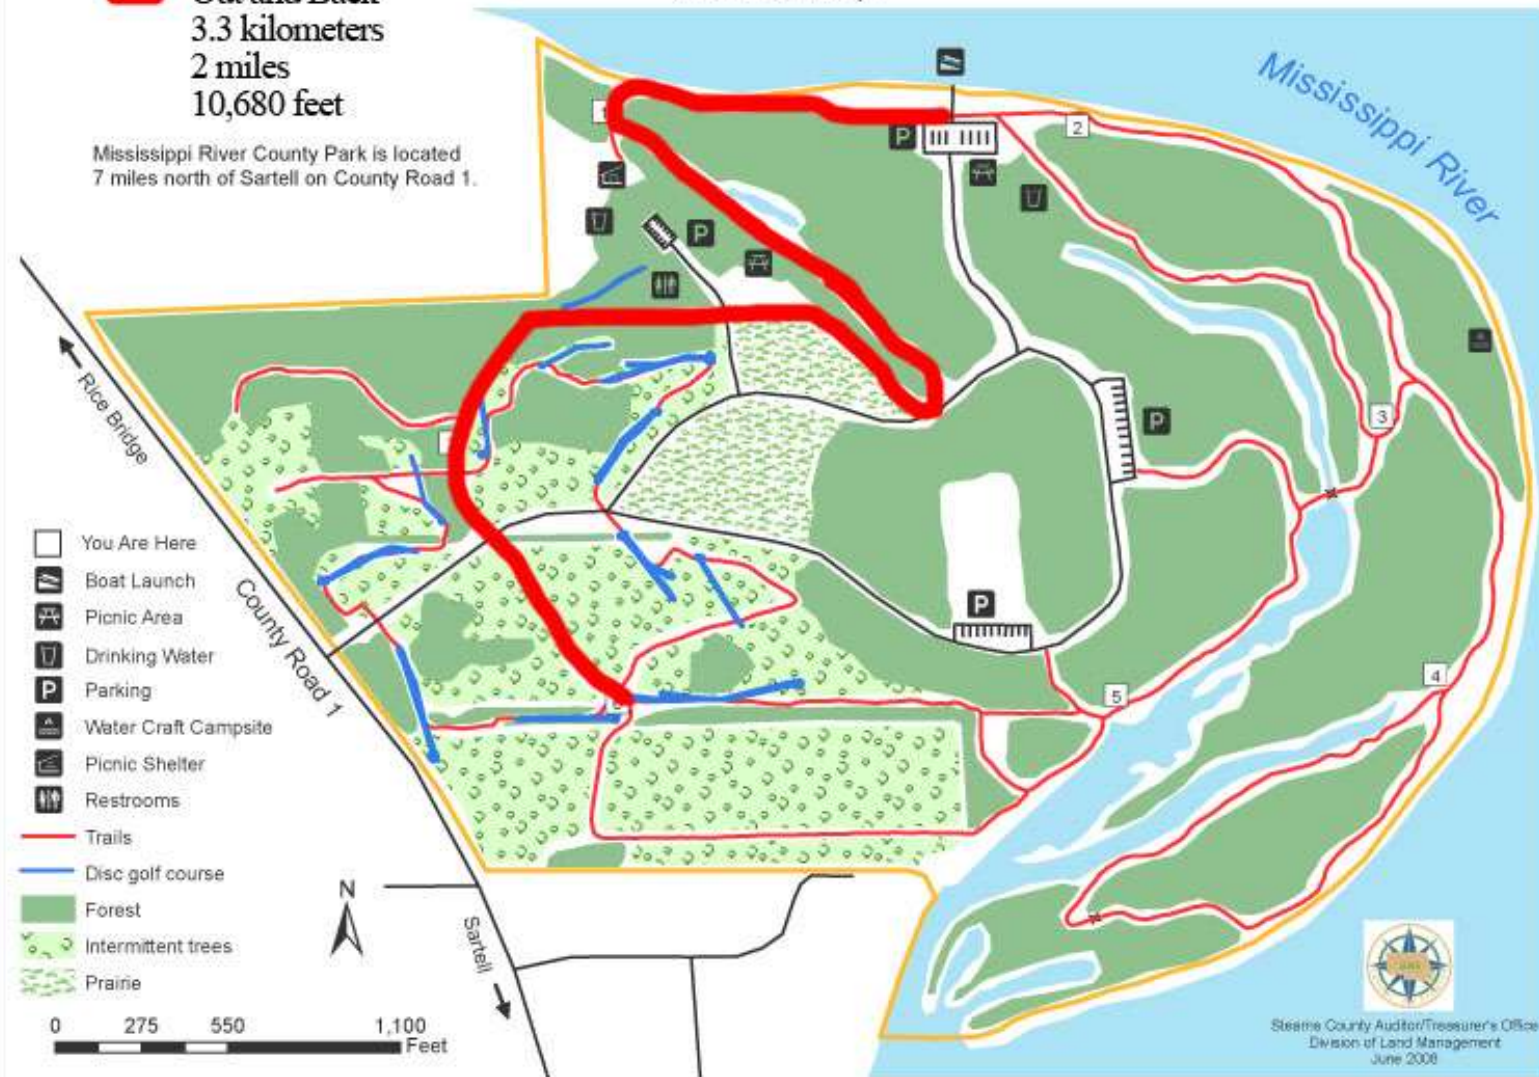 Out and Back
3.3 kilometers
2 miles
10,680 feet
Mississippi River County Park is located
7 miles north of Sartell on County Road 1.
Mississippi River
P
2
P
3
P
P
4
5
Rice Bridge
County Road 1
Sartell
You Are Here
Boat Launch
Picnic Area
Drinking Water
P Parking
Water Craft Campsite
Picnic Shelter
Restrooms
Trails
Disc golf course
Forest
Intermittent trees
Prairie
N
0 275 550 1,100
Feet
Stearns County Auditor/Treasurer's Office
Division of Land Management
June 2008